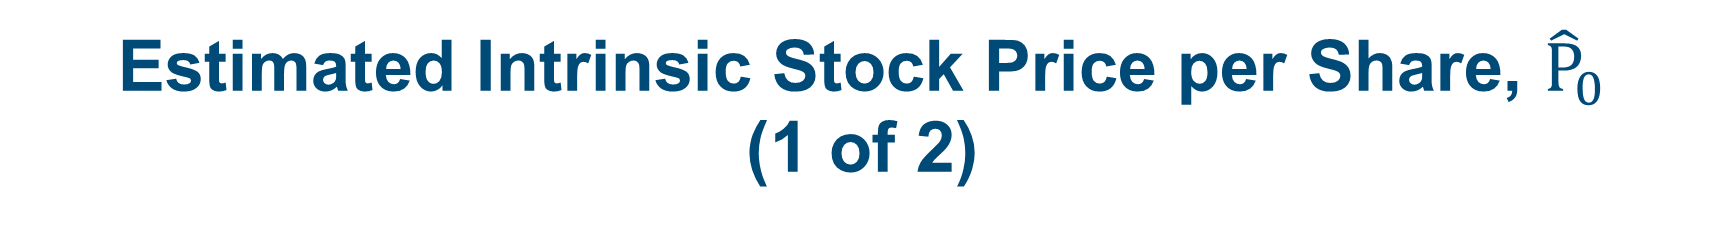 Estimated Intrinsic Stock Price per Share, P̂₀
(1 of 2)